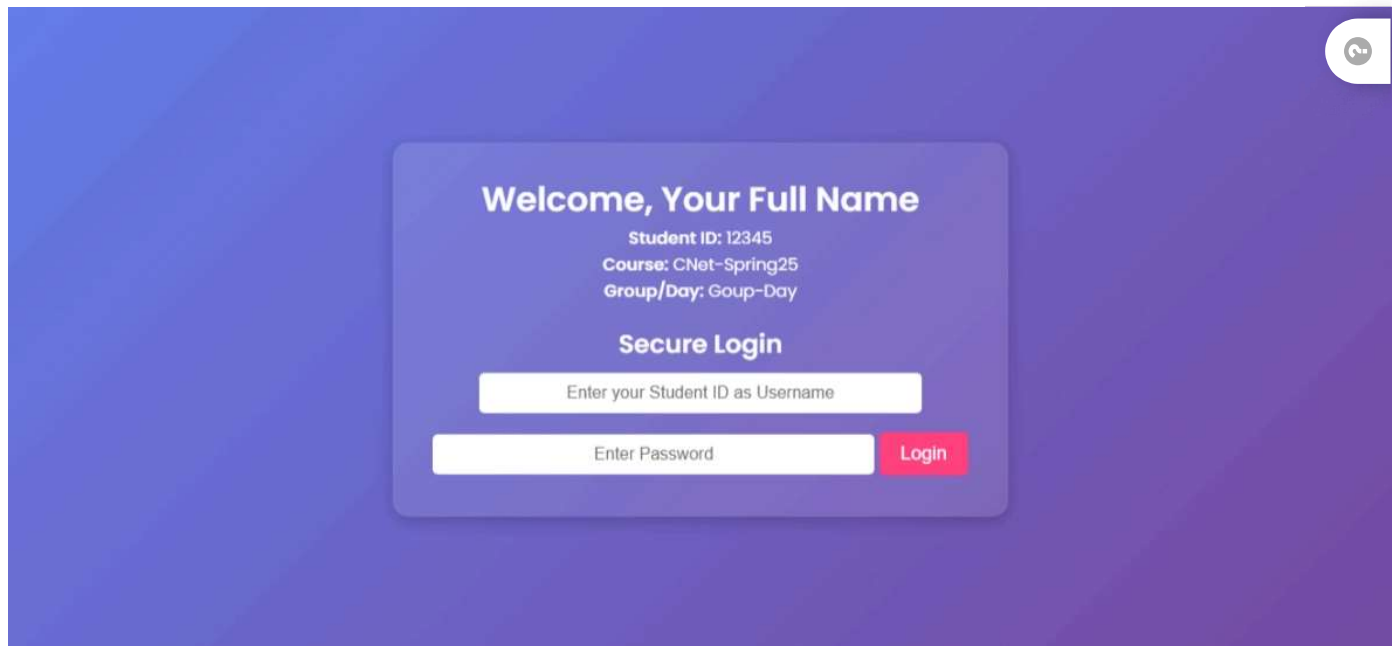 Welcome, Your Full Name
Student ID: 12345
Course: CNet-Spring25
Group/Day: Goup-Day
Secure Login
Enter your Student ID as Username
Enter Password
Login